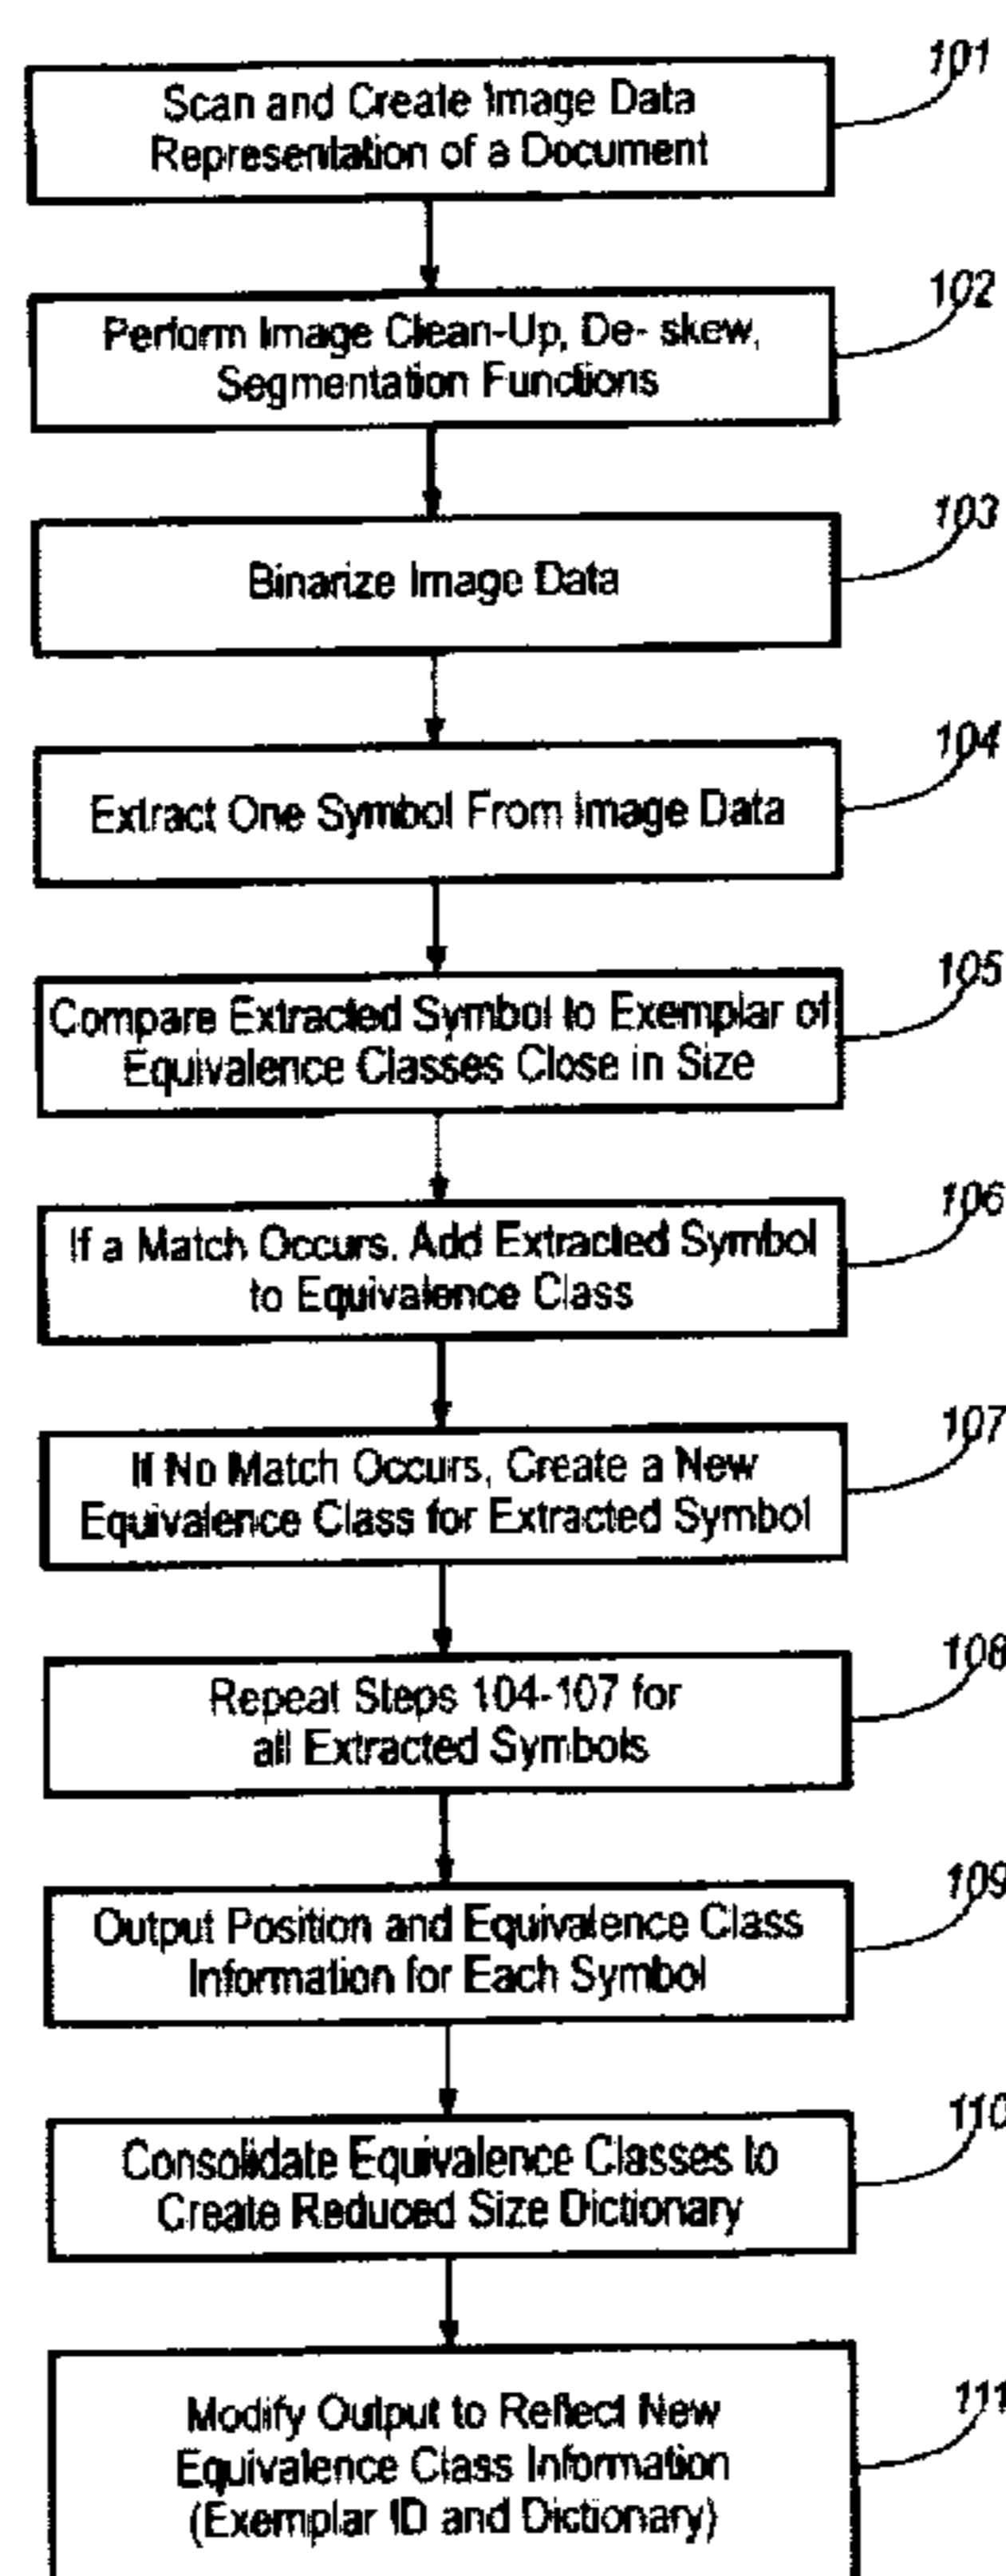 101
Scan and Create Image Data
Representation of a Document
102
Perform Image Clean-Up, De- skew,
Segmentation Functions
103
Binarize Image Data
104
Extract One Symbol From Image Data
105
Compare Extracted Symbol to Exemplar of
Equivalence Classes Close in Size
106
If a Match Occurs, Add Extracted Symbol
to Equivalence Class
107
If No Match Occurs, Create a New
Equivalence Class for Extracted Symbol
108
Repeat Steps 104-107 for
all Extracted Symbols
109
Output Position and Equivalence Class
Information for Each Symbol
110
Consolidate Equivalence Classes to
Create Reduced Size Dictionary
111
Modify Output to Reflect New
Equivalence Class Information
(Exemplar ID and Dictionary)